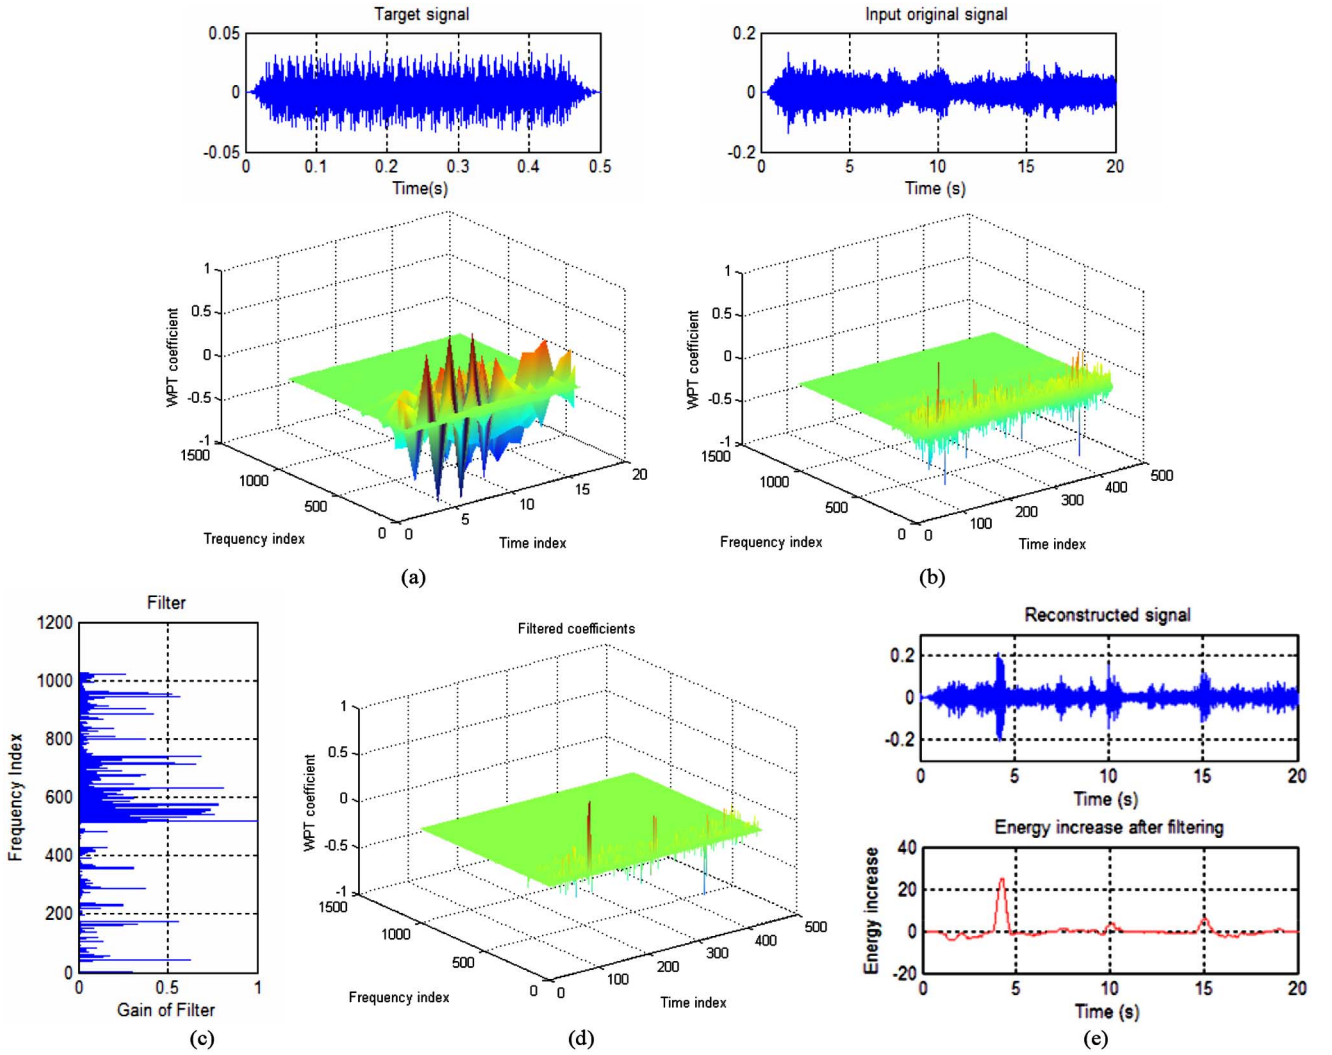 Target signal
0.05
0
-0.05
0 0.1 0.2 0.3 0.4 0.5
Time(s)
Input original signal
0.2
0
-0.2
0 5 10 15 20
Time (s)
WPT coefficient
1
0.5
0
-0.5
-1
1500
1000
500
0
0
5
10
15
20
Trequency index
Time index
(a)
WPT coefficient
1
0.5
0
-0.5
-1
1500
1000
500
0
0
100
200
300
400
500
Frequency index
Time index
(b)
Filter
Frequency Index
1200
1000
800
600
400
200
0
0 0.5 1
Gain of Filter
(c)
Filtered coefficients
WPT coefficient
1
0.5
0
-0.5
-1
1500
1000
500
0
0
100
200
300
400
500
Frequency index
Time index
(d)
Reconstructed signal
0.2
0
-0.2
0 5 10 15 20
Time (s)
Energy increase after filtering
Energy increase
40
20
0
-20
0 5 10 15 20
Time (s)
(e)